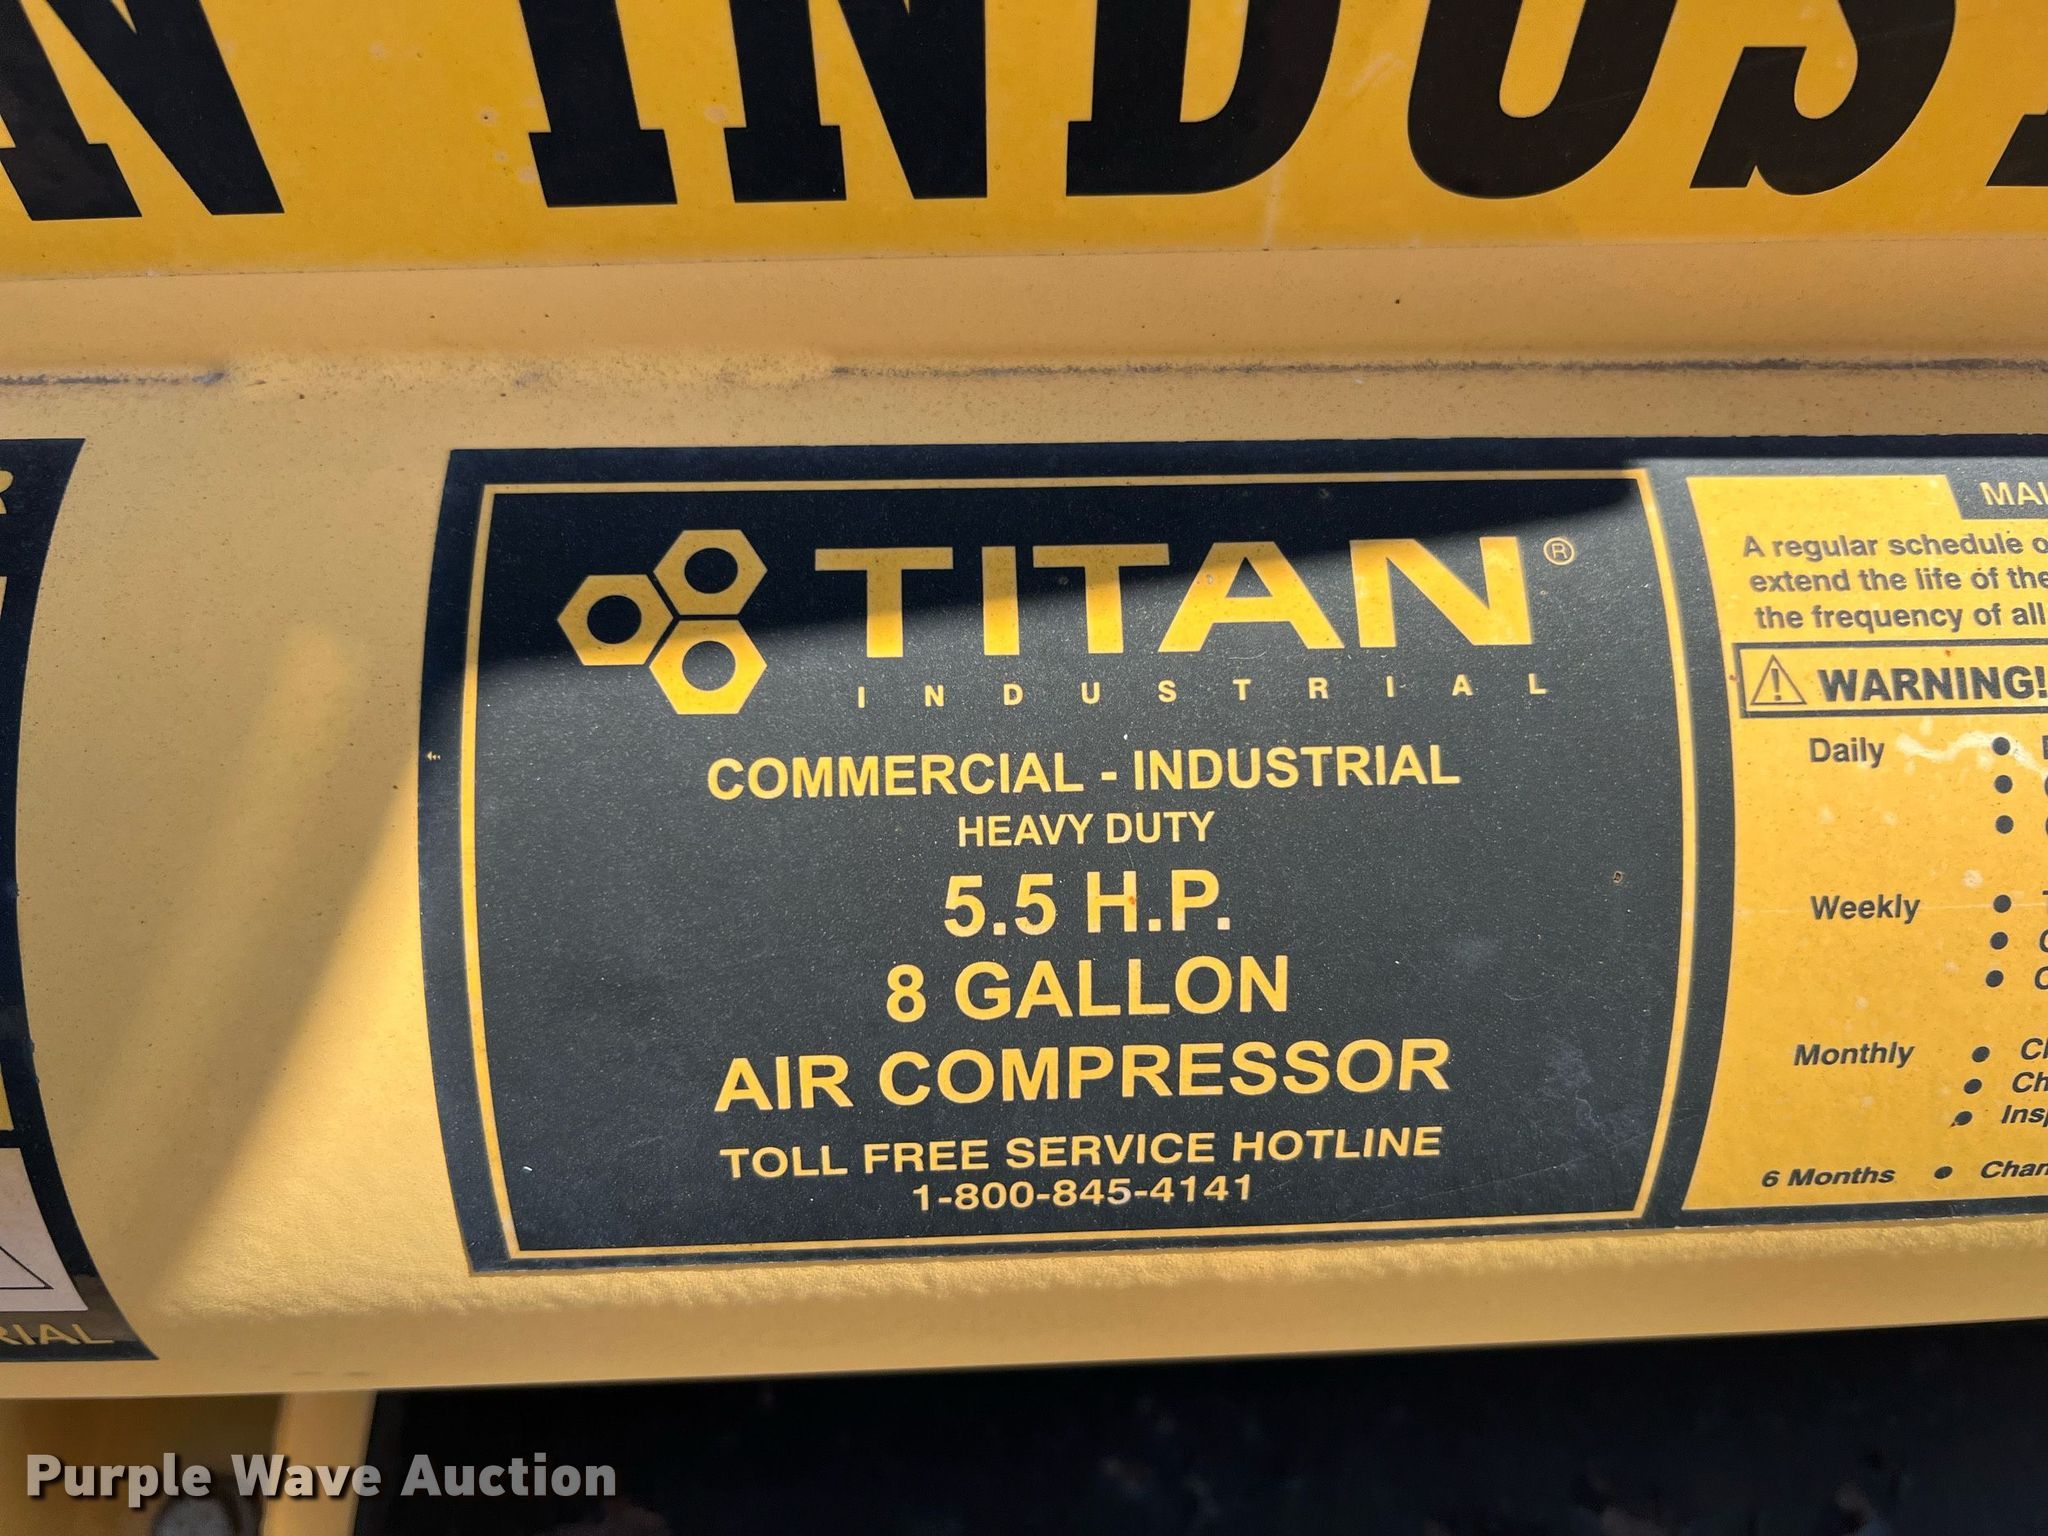 INDUS
TITAN®
INDUSTRIAL
COMMERCIAL - INDUSTRIAL
HEAVY DUTY
5.5 H.P.
8 GALLON
AIR COMPRESSOR
TOLL FREE SERVICE HOTLINE
1-800-845-4141
A regular schedule
extend the life of the
the frequency of all
WARNING!
Daily
Weekly
Monthly
6 Months
Purple Wave Auction